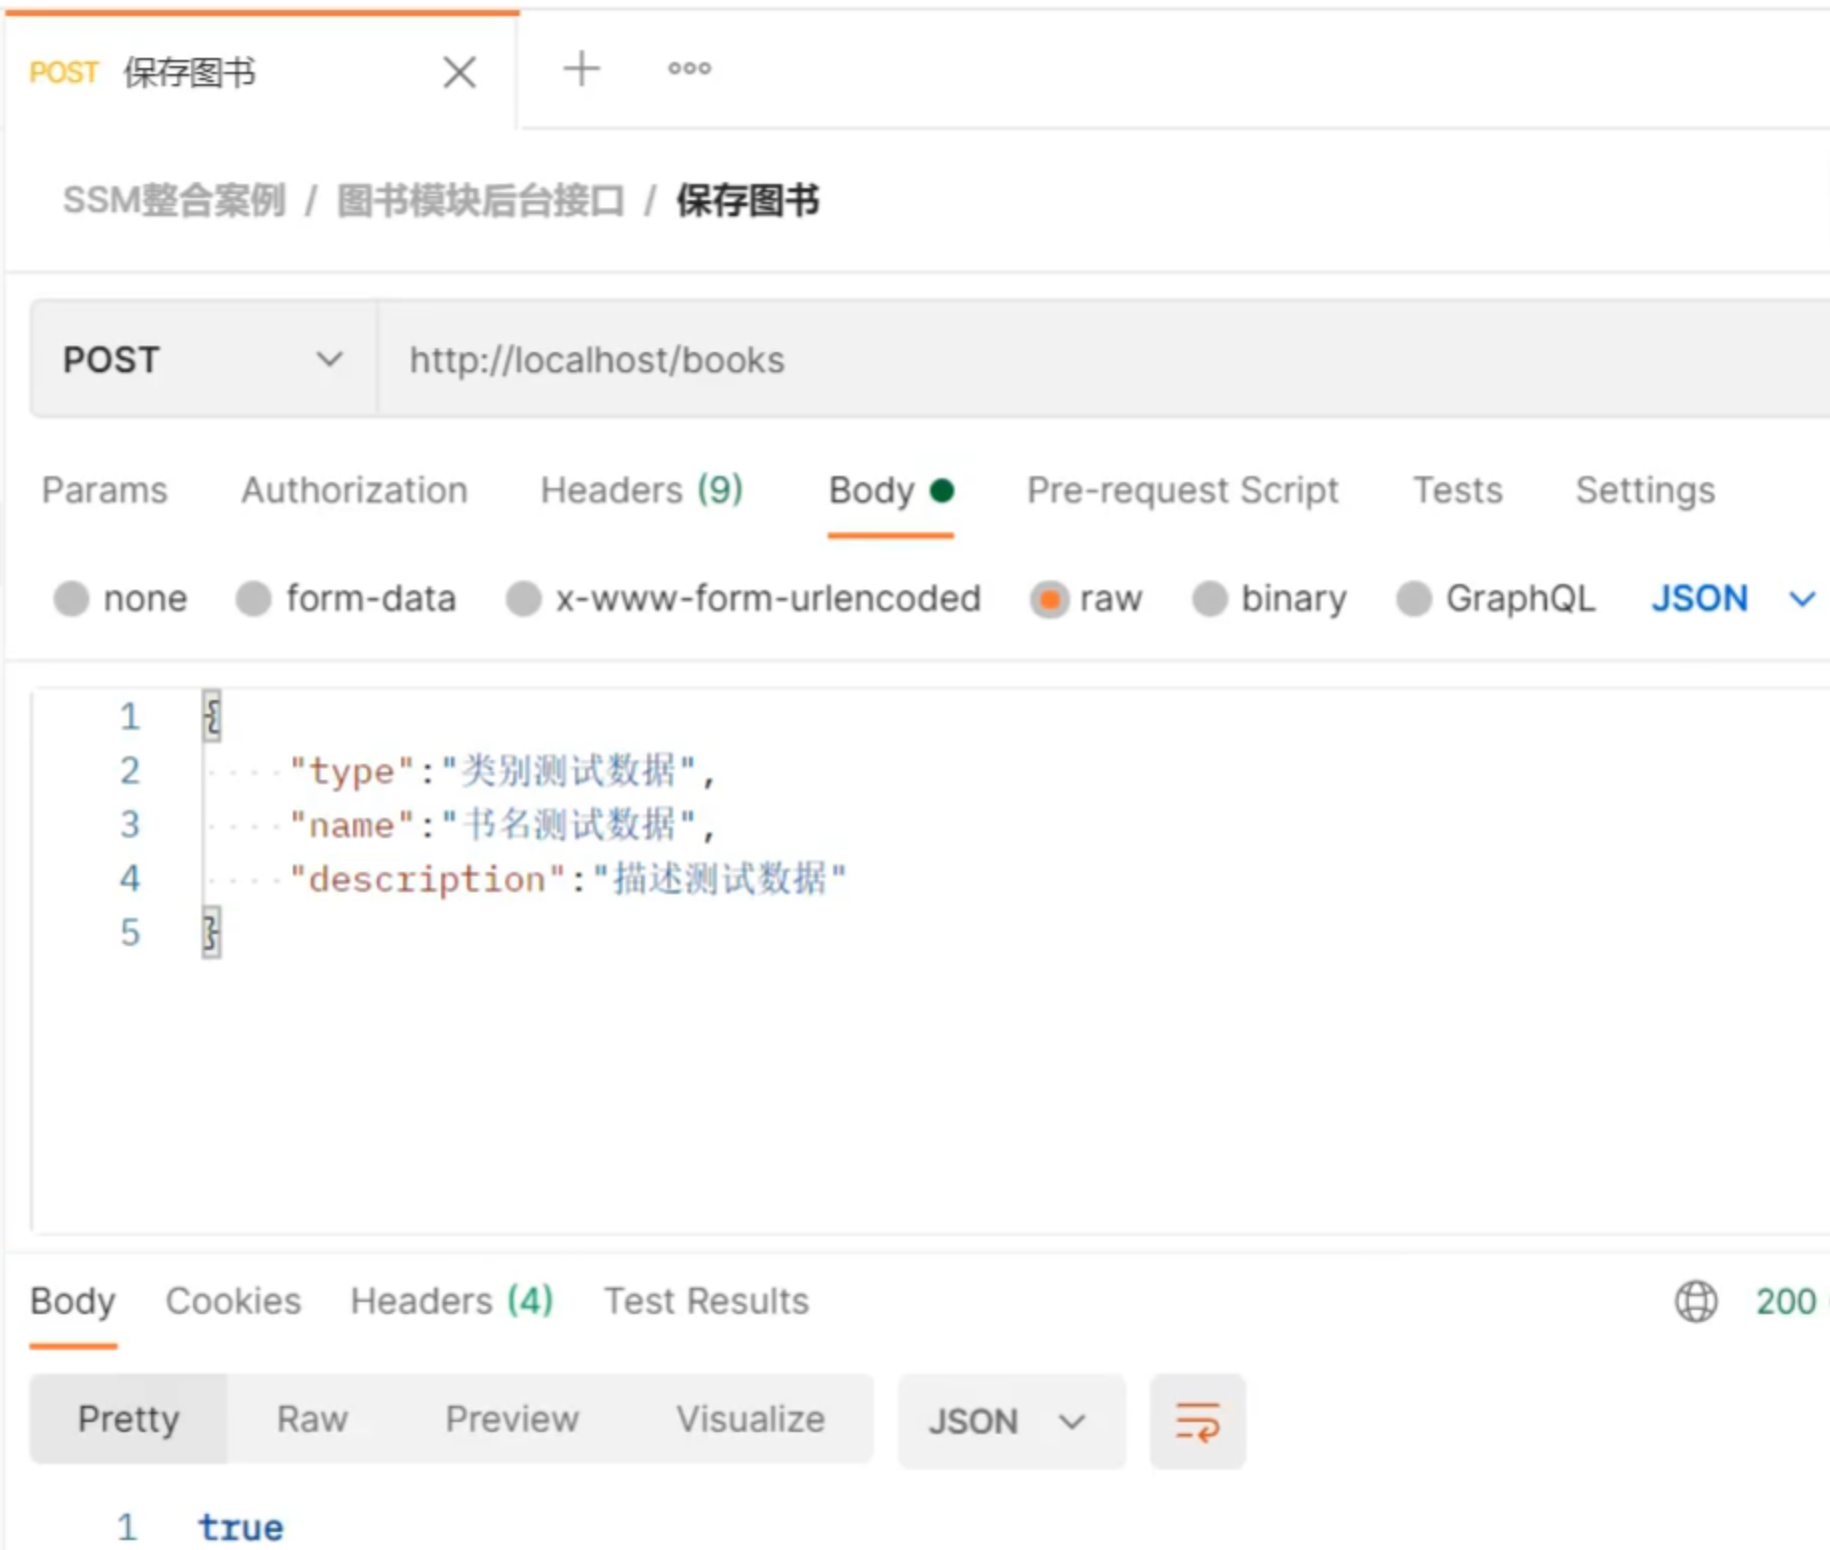 POST 保存图书
SSM整合案例 / 图书模块后台接口 / 保存图书
POST http://localhost/books
Params Authorization Headers (9) Body Pre-request Script Tests Settings
none form-data x-www-form-urlencoded raw binary GraphQL JSON
1 {
2 "type":"类别测试数据",
3 "name":"书名测试数据",
4 "description":"描述测试数据"
5 }
Body Cookies Headers (4) Test Results 200
Pretty Raw Preview Visualize JSON
1 true